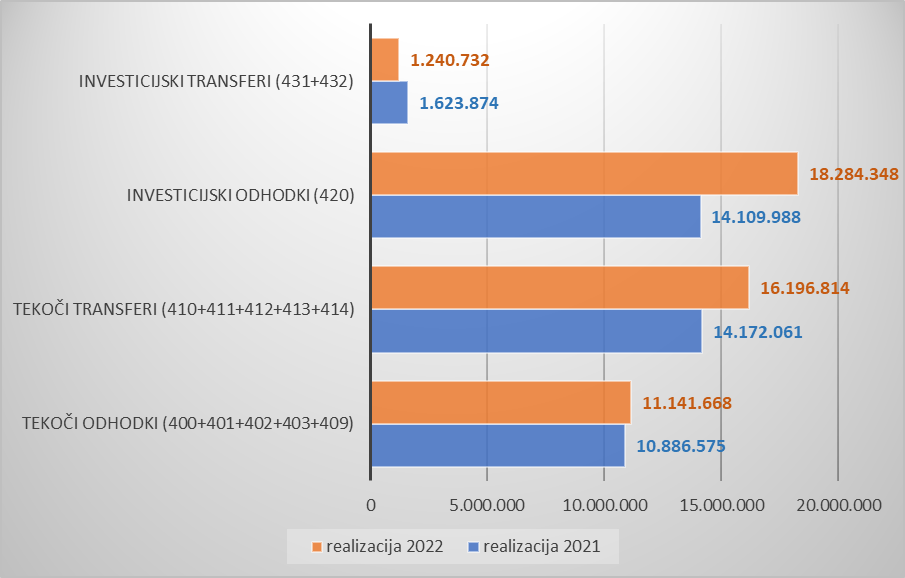 INVESTICIJSKI TRANSFERI (431+432)
1.240.732
1.623.874
INVESTICIJSKI ODHODKI (420)
18.284.348
14.109.988
TEKOČI TRANSFERI (410+411+412+413+414)
16.196.814
14.172.061
TEKOČI ODHODKI (400+401+402+403+409)
11.141.668
10.886.575
0 5.000.000 10.000.000 15.000.000 20.000.000
realizacija 2022 realizacija 2021